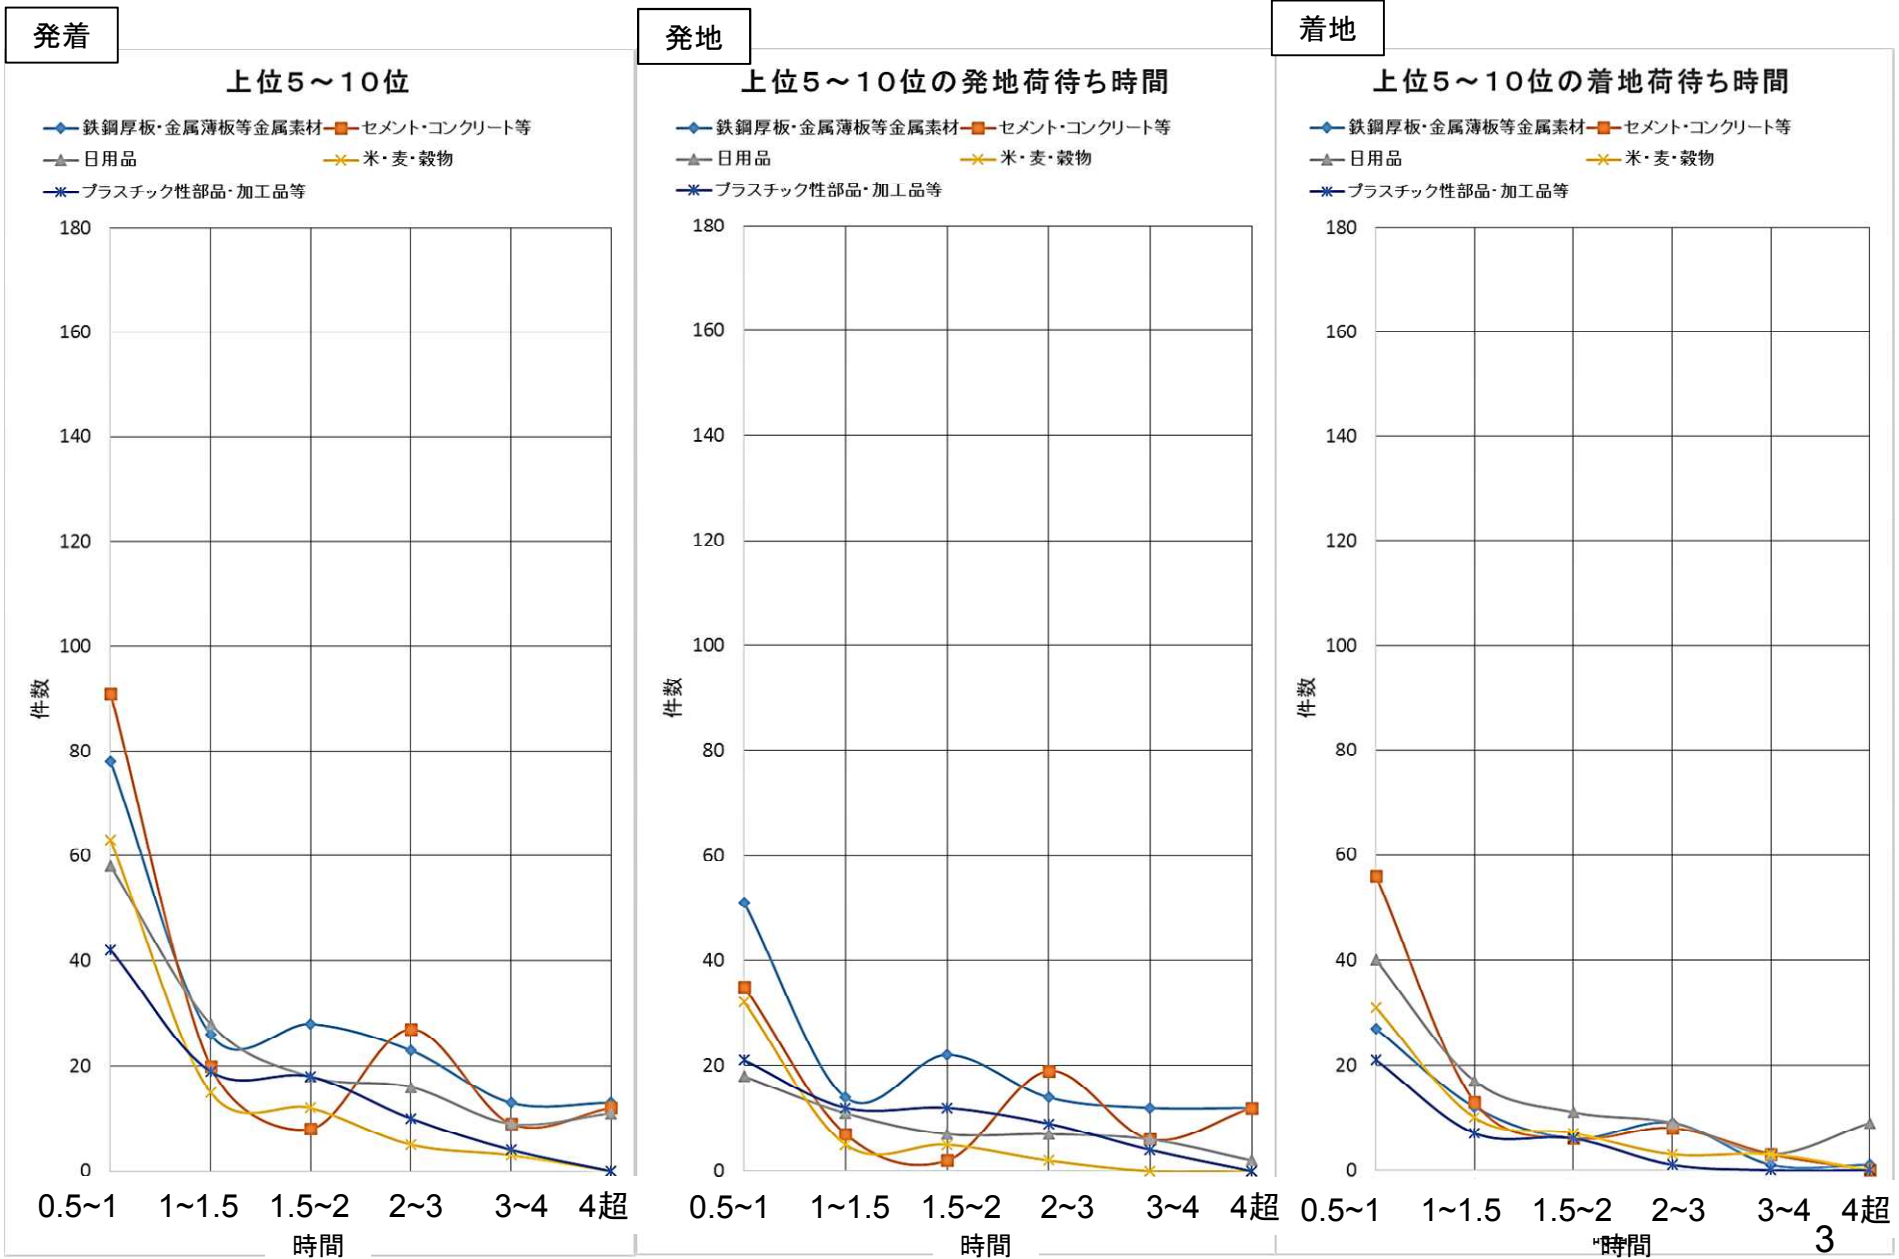 発着
上位5～10位
鉄鋼厚板・金属薄板等金属素材
セメント・コンクリート等
日用品
米・麦・穀物
プラスチック性部品・加工品等
180
160
140
120
100
80
60
40
20
0
件数
0.5~1
1~1.5
1.5~2
2~3
3~4
4超
時間
発地
上位5～10位の発地荷待ち時間
鉄鋼厚板・金属薄板等金属素材
セメント・コンクリート等
日用品
米・麦・穀物
プラスチック性部品・加工品等
180
160
140
120
100
80
60
40
20
0
件数
0.5~1
1~1.5
1.5~2
2~3
3~4
4超
時間
着地
上位5～10位の着地荷待ち時間
鉄鋼厚板・金属薄板等金属素材
セメント・コンクリート等
日用品
米・麦・穀物
プラスチック性部品・加工品等
180
160
140
120
100
80
60
40
20
0
件数
0.5~1
1~1.5
1.5~2
2~3
3~4
4超
時間
3